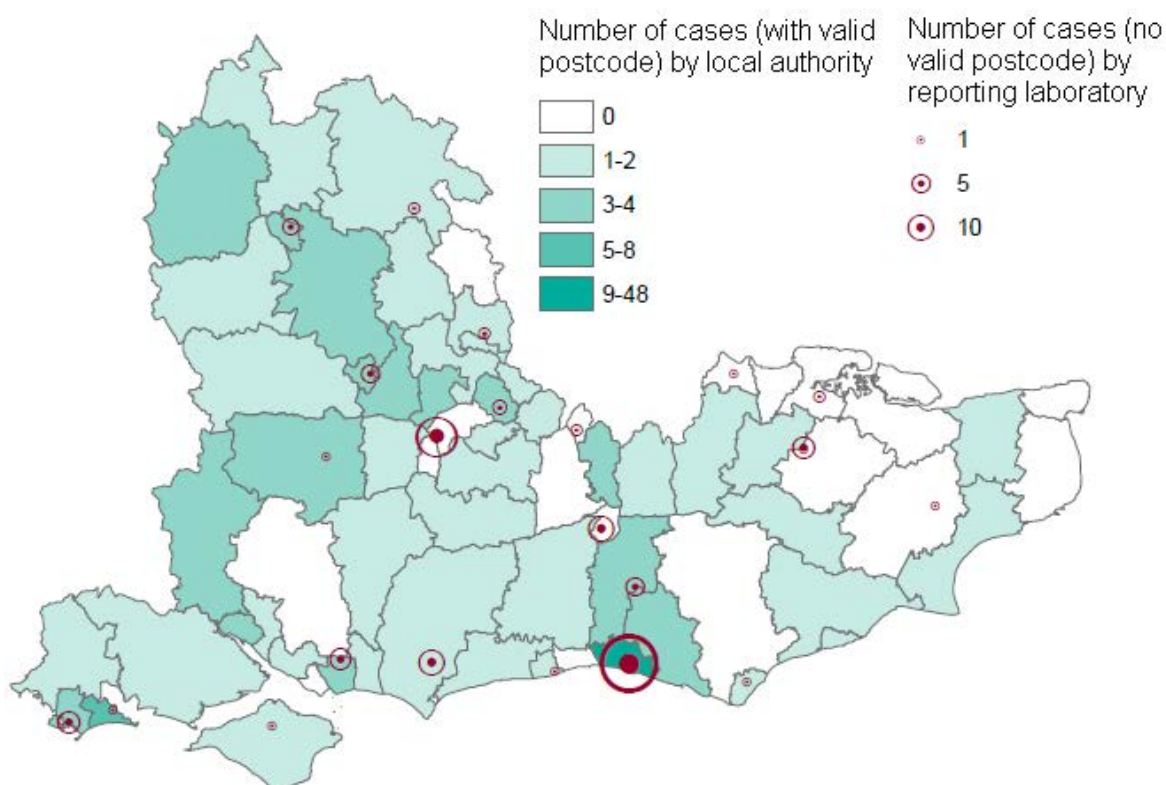 Number of cases (with valid
postcode) by local authority
0
1-2
3-4
5-8
9-48
Number of cases (no
valid postcode) by
reporting laboratory
1
5
10